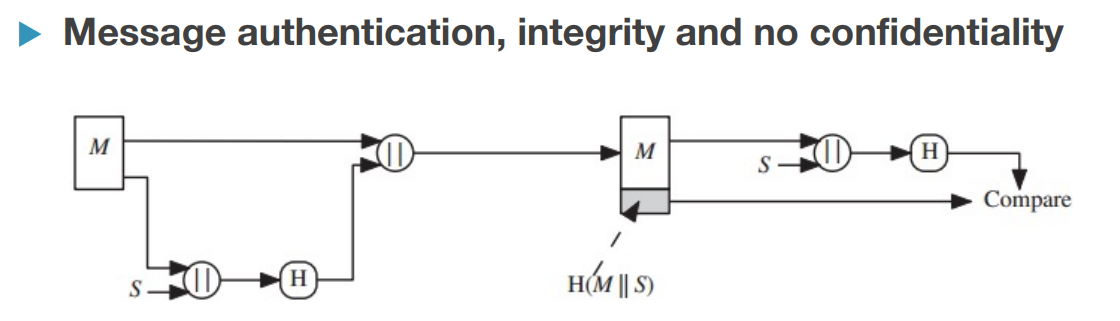 Message authentication, integrity and no confidentiality
M
||
M
S
||
H
Compare
S
||
H
H(M || S)